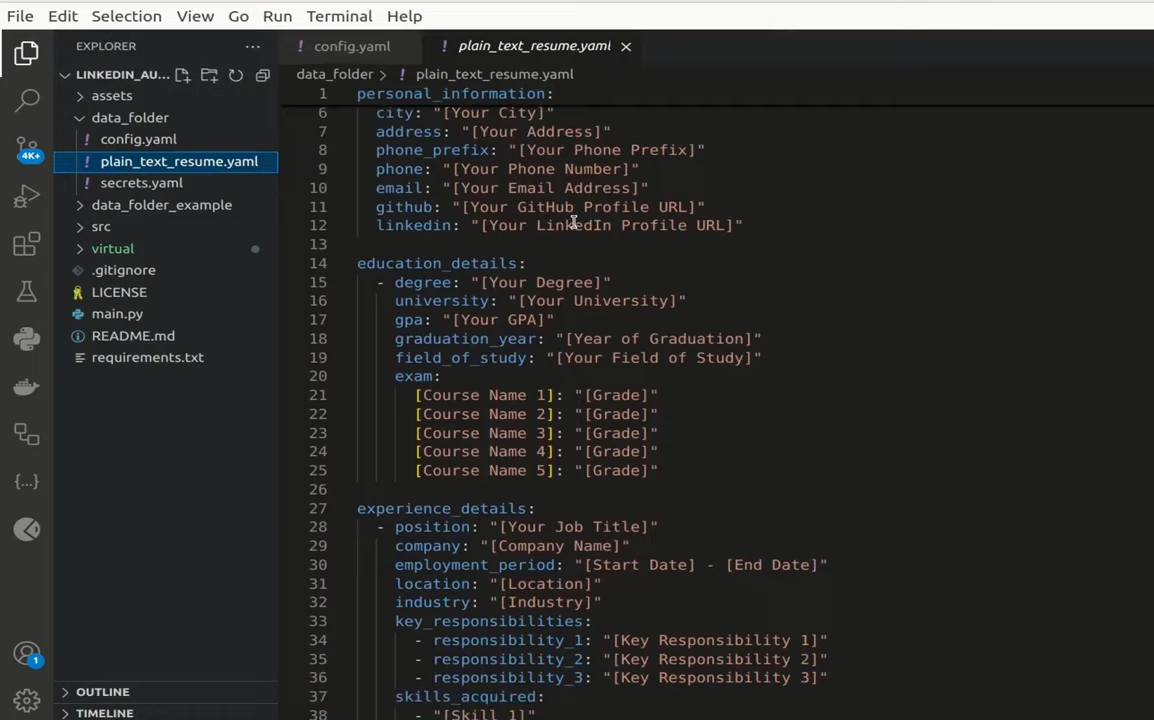 File Edit Selection View Go Run Terminal Help
EXPLORER ...
! config.yaml
! plain_text_resume.yaml ×
LINKEDIN_AU...
data_folder > ! plain_text_resume.yaml
> assets
data_folder
! config.yaml
! plain_text_resume.yaml
! secrets.yaml
> data_folder_example
> src
> virtual
.gitignore
LICENSE
main.py
README.md
requirements.txt
4K+
1
OUTLINE
TIMELINE
1 personal_information:
6 city: "[Your City]"
7 address: "[Your Address]"
8 phone_prefix: "[Your Phone Prefix]"
9 phone: "[Your Phone Number]"
10 email: "[Your Email Address]"
11 github: "[Your GitHub Profile URL]"
12 linkedin: "[Your LinkedIn Profile URL]"
13
14 education_details:
15 - degree: "[Your Degree]"
16 university: "[Your University]"
17 gpa: "[Your GPA]"
18 graduation_year: "[Year of Graduation]"
19 field_of_study: "[Your Field of Study]"
20 exam:
21 [Course Name 1]: "[Grade]"
22 [Course Name 2]: "[Grade]"
23 [Course Name 3]: "[Grade]"
24 [Course Name 4]: "[Grade]"
25 [Course Name 5]: "[Grade]"
26
27 experience_details:
28 - position: "[Your Job Title]"
29 company: "[Company Name]"
30 employment_period: "[Start Date] - [End Date]"
31 location: "[Location]"
32 industry: "[Industry]"
33 key_responsibilities:
34 - responsibility_1: "[Key Responsibility 1]"
35 - responsibility_2: "[Key Responsibility 2]"
36 - responsibility_3: "[Key Responsibility 3]"
37 skills_acquired:
38 - "[Skill 1]"